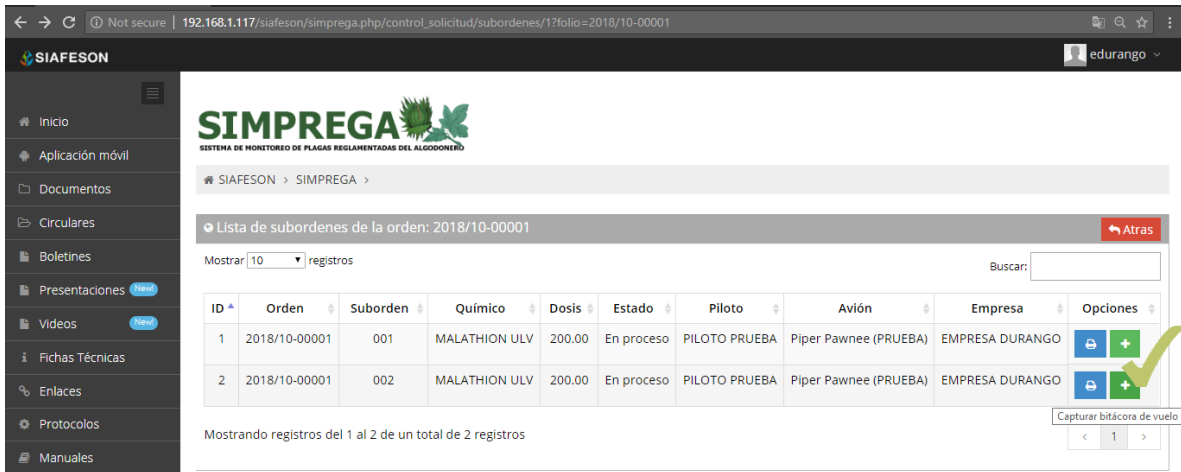 Not secure | 192.168.1.117/siafeson/simprega.php/control_solicitud/subordenes/1?folio=2018/10-00001
SIAFESON
edurango
Inicio
Aplicación móvil
Documentos
Circulares
Boletines
Presentaciones New!
Videos New!
Fichas Técnicas
Enlaces
Protocolos
Manuales
SIMPREGA
SISTEMA DE MONITOREO DE PLAGAS REGLAMENTADAS DEL ALGODONERO
SIAFESON > SIMPREGA >
Lista de subordenes de la orden: 2018/10-00001
Atras
Mostrar 10 registros
Buscar:
ID Orden Suborden Químico Dosis Estado Piloto Avión Empresa Opciones
1 2018/10-00001 001 MALATHION ULV 200.00 En proceso PILOTO PRUEBA Piper Pawnee (PRUEBA) EMPRESA DURANGO
2 2018/10-00001 002 MALATHION ULV 200.00 En proceso PILOTO PRUEBA Piper Pawnee (PRUEBA) EMPRESA DURANGO
Capturar bitácora de vuelo
Mostrando registros del 1 al 2 de un total de 2 registros
< 1 >